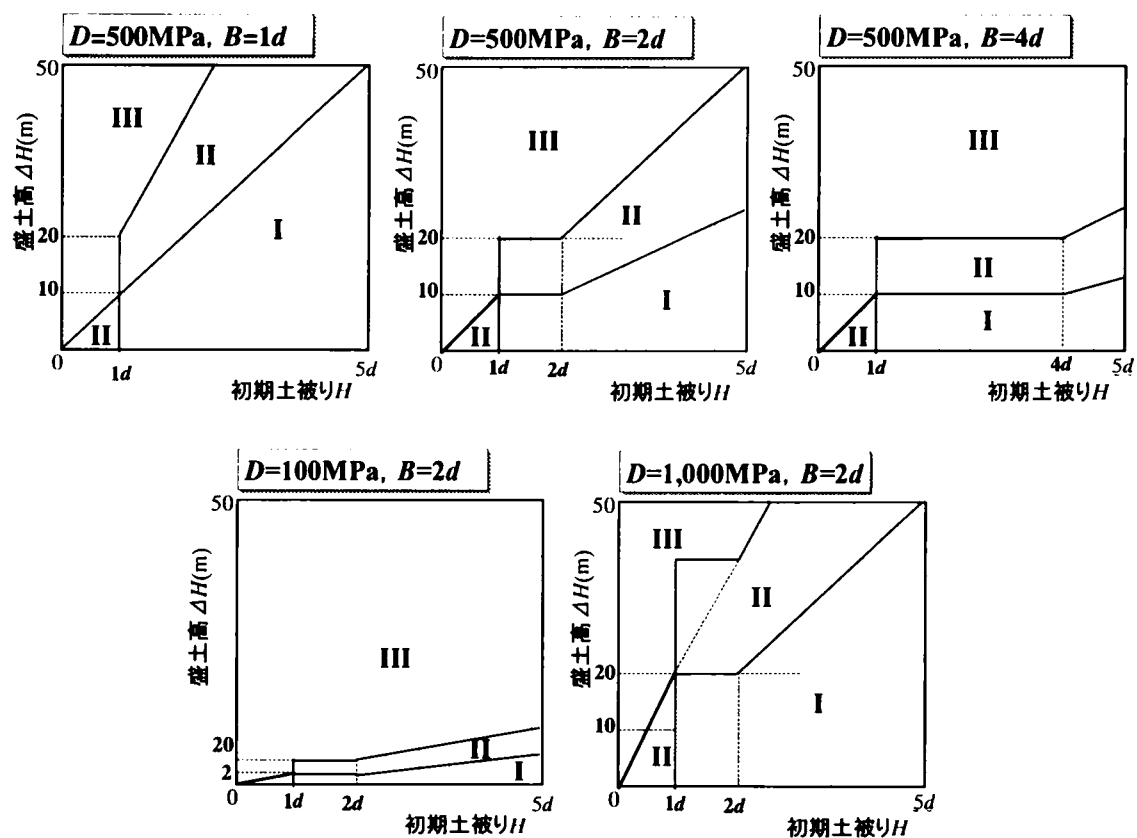 D=500MPa, B=1d
50
盛土高 ΔH(m)
20
10
0
1d
5d
初期土被りH
III
II
I
II
D=500MPa, B=2d
50
盛土高 ΔH(m)
20
10
0
1d
2d
5d
初期土被りH
III
II
I
II
D=500MPa, B=4d
50
盛土高 ΔH(m)
20
10
0
1d
4d
5d
初期土被りH
III
II
I
II
D=100MPa, B=2d
50
盛土高 ΔH(m)
20
2
0
1d
2d
5d
初期土被りH
III
II
I
D=1,000MPa, B=2d
50
盛土高 ΔH(m)
20
10
0
1d
2d
5d
初期土被りH
III
II
I
II